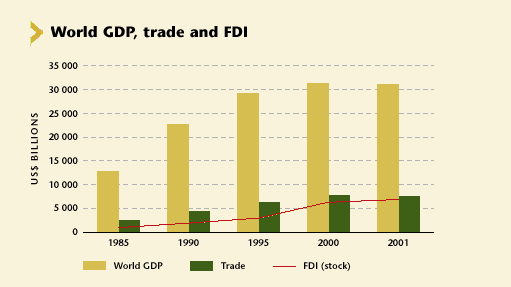 World GDP, trade and FDI
US$ BILLIONS
35 000
30 000
25 000
20 000
15 000
10 000
5 000
0
1985 1990 1995 2000 2001
World GDP Trade FDI (stock)